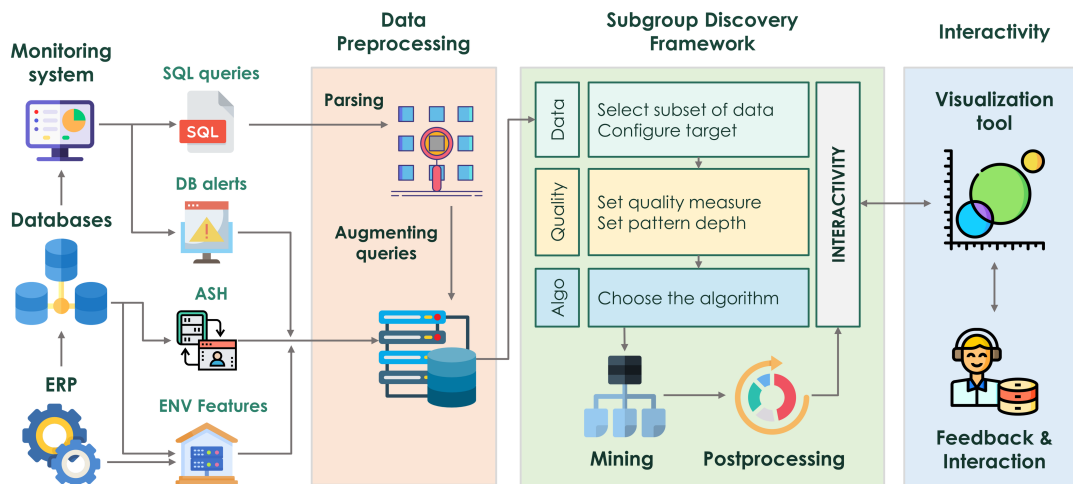 Data
Preprocessing
Subgroup Discovery
Framework
Interactivity
Monitoring
system
SQL queries
SQL
DB alerts
Databases
ASH
ERP
ENV Features
Parsing
Augmenting
queries
Data
Select subset of data
Configure target
Quality
Set quality measure
Set pattern depth
Algo
Choose the algorithm
INTERACTIVITY
Mining
Postprocessing
Visualization
tool
Feedback &
Interaction